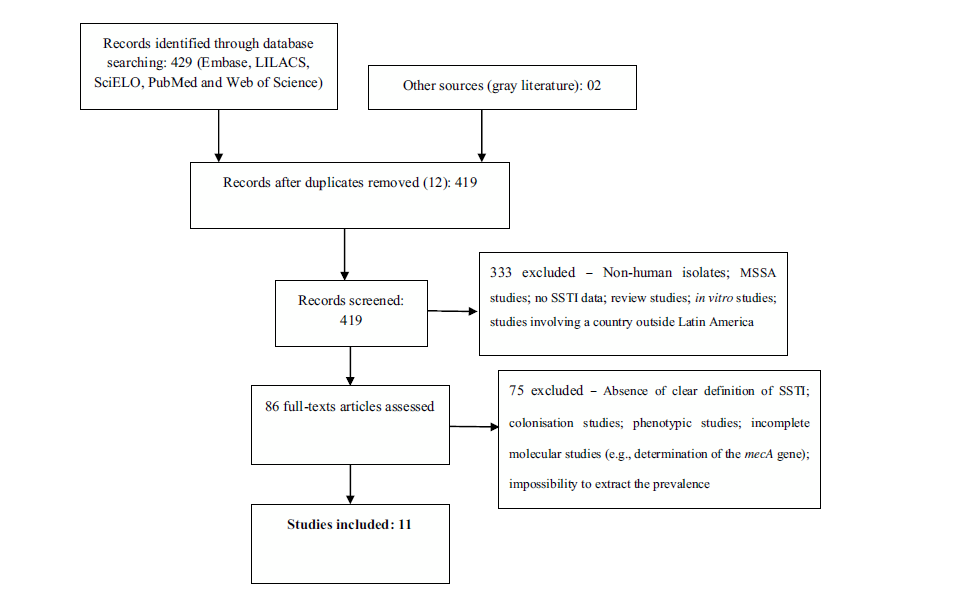 Records identified through database
searching: 429 (Embase, LILACS,
SciELO, PubMed and Web of Science)
Other sources (gray literature): 02
Records after duplicates removed (12): 419
Records screened:
419
333 excluded – Non-human isolates; MSSA
studies; no SSTI data; review studies; in vitro studies;
studies involving a country outside Latin America
86 full-texts articles assessed
75 excluded – Absence of clear definition of SSTI;
colonisation studies; phenotypic studies; incomplete
molecular studies (e.g., determination of the mecA gene);
impossibility to extract the prevalence
Studies included: 11